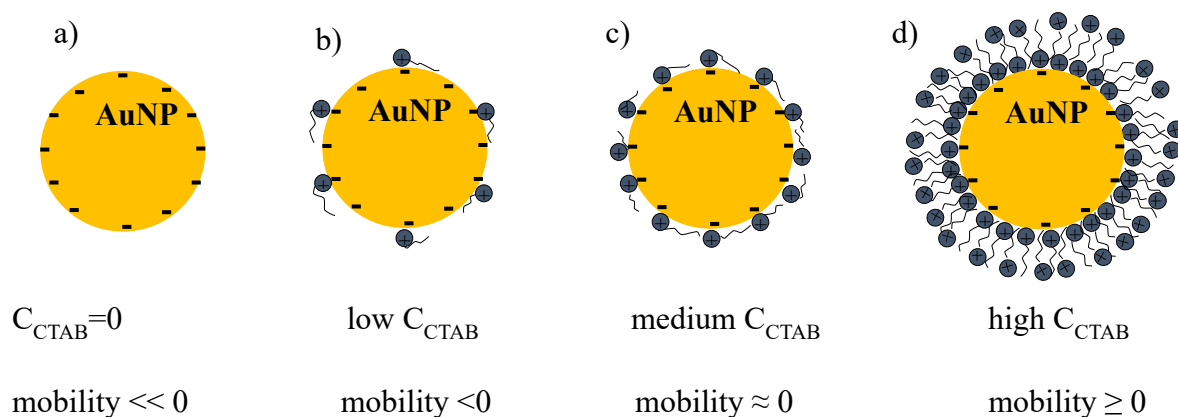 a)
b)
c)
d)
AuNP
AuNP
AuNP
AuNP
C_CTAB=0
low C_CTAB
medium C_CTAB
high C_CTAB
mobility << 0
mobility <0
mobility ≈ 0
mobility ≥ 0